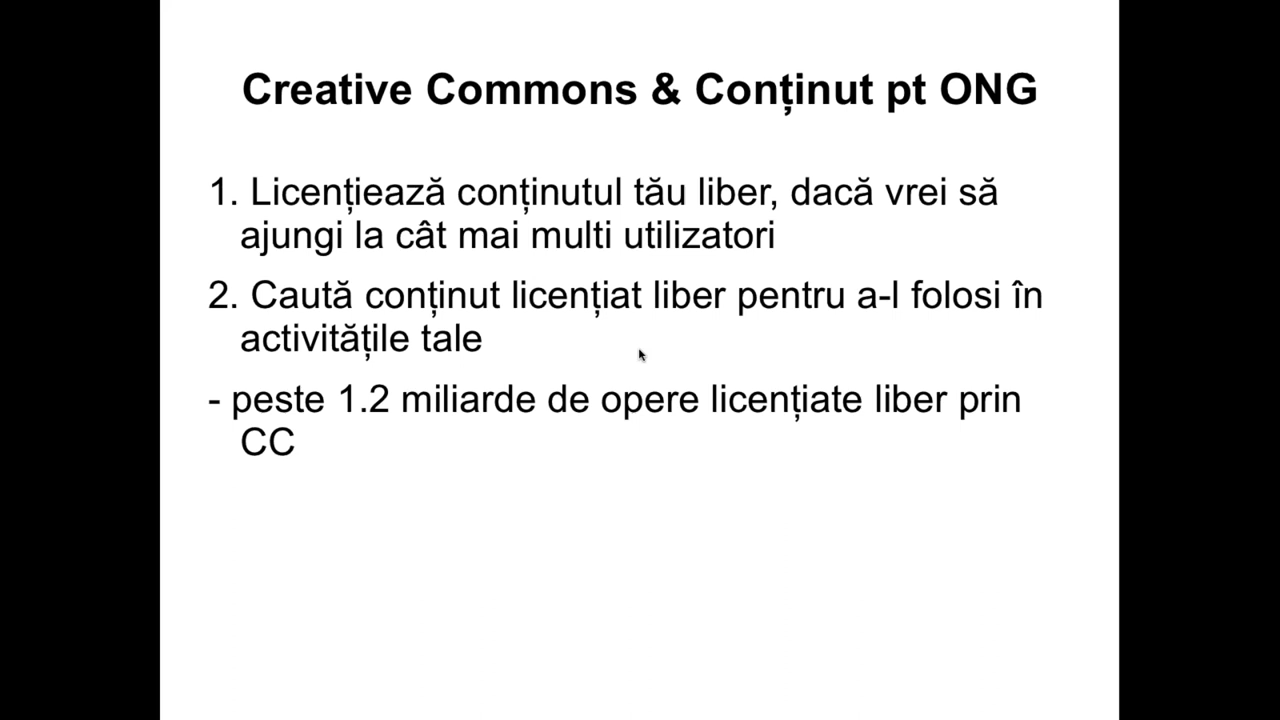 Creative Commons & Conținut pt ONG
1. Licențiează conținutul tău liber, dacă vrei să
ajungi la cât mai multi utilizatori
2. Caută conținut licențiat liber pentru a-l folosi în
activitățile tale
- peste 1.2 miliarde de opere licențiate liber prin
CC